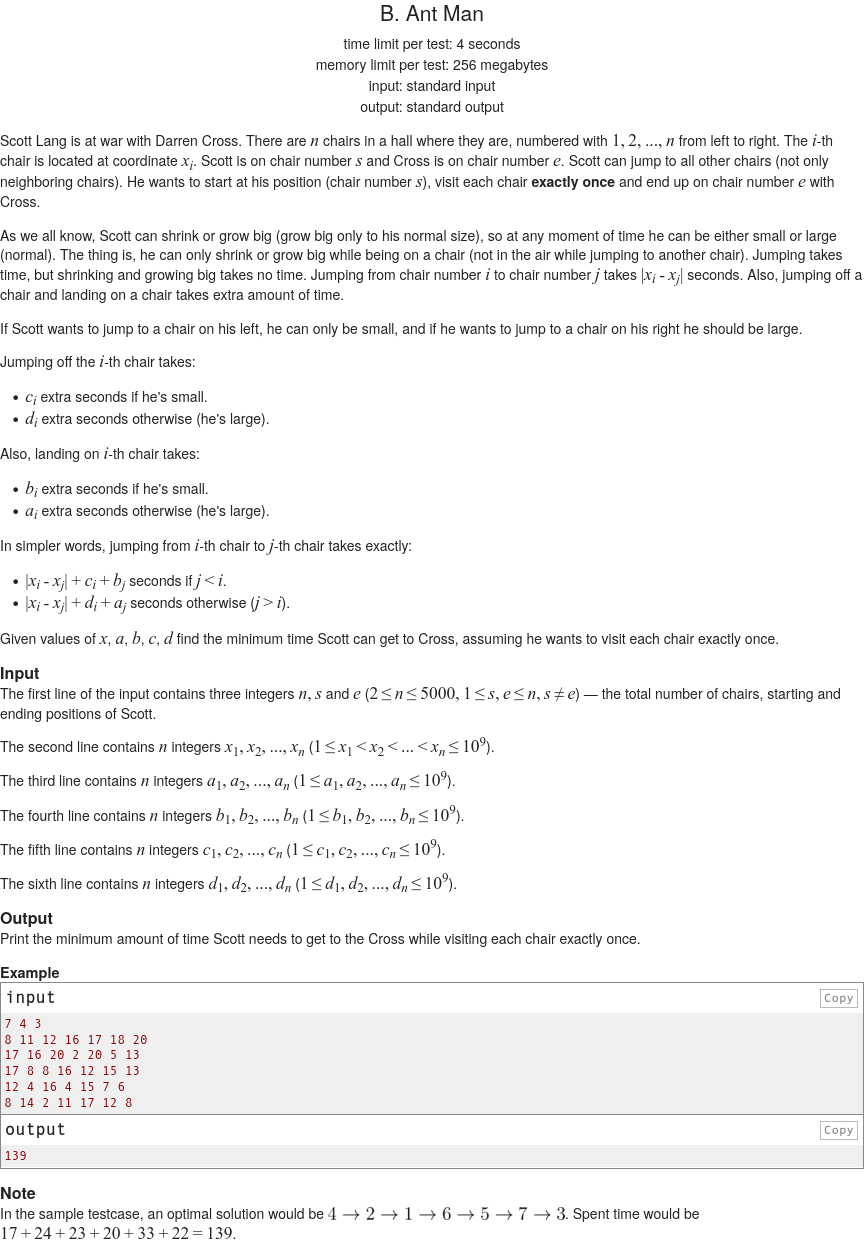 B. Ant Man
time limit per test: 4 seconds
memory limit per test: 256 megabytes
input: standard input
output: standard output
Scott Lang is at war with Darren Cross. There are n chairs in a hall where they are, numbered with 1, 2, ..., n from left to right. The i-th
chair is located at coordinate x_i. Scott is on chair number s and Cross is on chair number e. Scott can jump to all other chairs (not only
neighboring chairs). He wants to start at his position (chair number s), visit each chair exactly once and end up on chair number e with
Cross.
As we all know, Scott can shrink or grow big (grow big only to his normal size), so at any moment of time he can be either small or large
(normal). The thing is, he can only shrink or grow big while being on a chair (not in the air while jumping to another chair). Jumping takes
time, but shrinking and growing big takes no time. Jumping from chair number i to chair number j takes |x_i - x_j| seconds. Also, jumping off a
chair and landing on a chair takes extra amount of time.
If Scott wants to jump to a chair on his left, he can only be small, and if he wants to jump to a chair on his right he should be large.
Jumping off the i-th chair takes:
• c_i extra seconds if he's small.
• d_i extra seconds otherwise (he's large).
Also, landing on i-th chair takes:
• b_i extra seconds if he's small.
• a_i extra seconds otherwise (he's large).
In simpler words, jumping from i-th chair to j-th chair takes exactly:
• |x_i - x_j| + c_i + b_j seconds if j < i.
• |x_i - x_j| + d_i + a_j seconds otherwise (j > i).
Given values of x, a, b, c, d find the minimum time Scott can get to Cross, assuming he wants to visit each chair exactly once.
Input
The first line of the input contains three integers n, s and e (2 ≤ n ≤ 5000, 1 ≤ s, e ≤ n, s ≠ e) — the total number of chairs, starting and
ending positions of Scott.
The second line contains n integers x_1, x_2, ..., x_n (1 ≤ x_1 < x_2 < ... < x_n ≤ 10^9).
The third line contains n integers a_1, a_2, ..., a_n (1 ≤ a_1, a_2, ..., a_n ≤ 10^9).
The fourth line contains n integers b_1, b_2, ..., b_n (1 ≤ b_1, b_2, ..., b_n ≤ 10^9).
The fifth line contains n integers c_1, c_2, ..., c_n (1 ≤ c_1, c_2, ..., c_n ≤ 10^9).
The sixth line contains n integers d_1, d_2, ..., d_n (1 ≤ d_1, d_2, ..., d_n ≤ 10^9).
Output
Print the minimum amount of time Scott needs to get to the Cross while visiting each chair exactly once.
Example
input Copy
7 4 3
8 11 12 16 17 18 20
17 16 20 2 20 5 13
17 8 8 16 12 15 13
12 4 16 4 15 7 6
8 14 2 11 17 12 8
output Copy
139
Note
In the sample testcase, an optimal solution would be 4 → 2 → 1 → 6 → 5 → 7 → 3. Spent time would be
17 + 24 + 23 + 20 + 33 + 22 = 139.